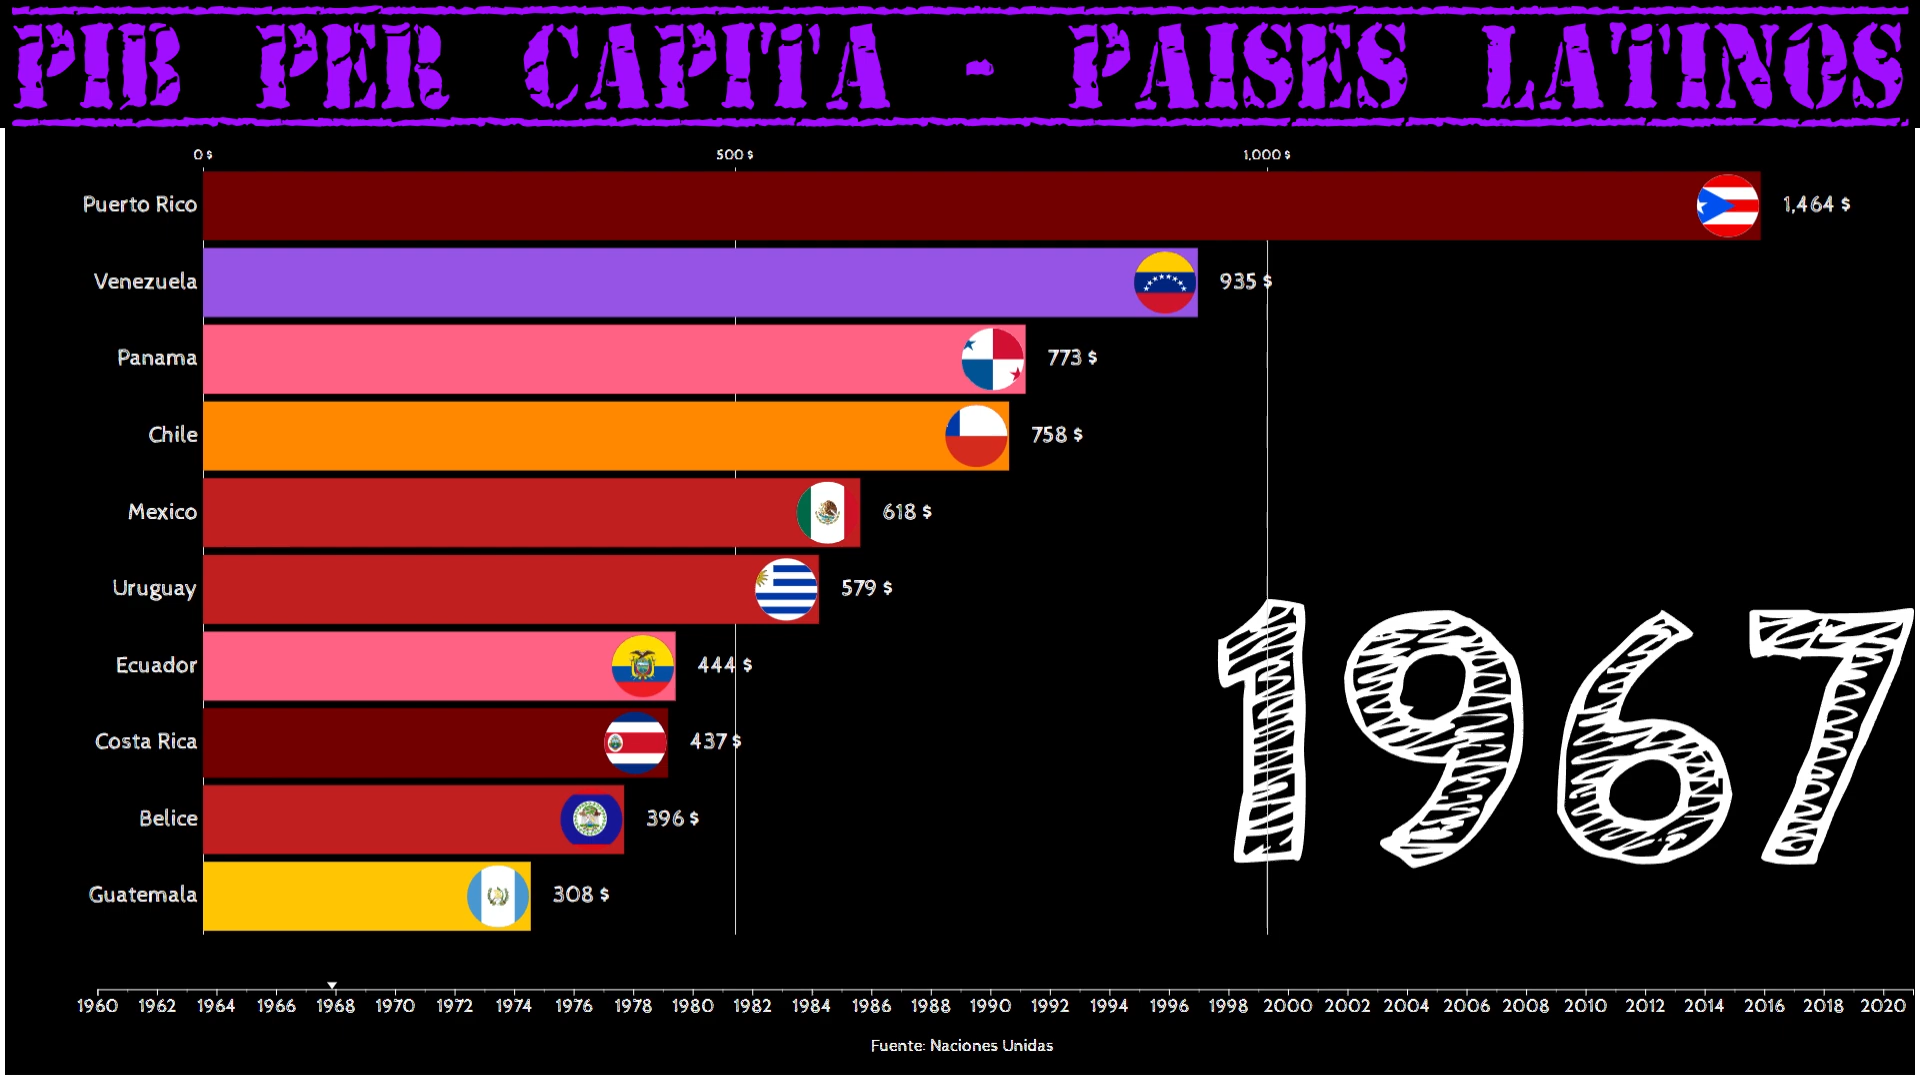 PIB PER CAPITA - PAISES LATINOS
0 $ 500 $ 1,000 $
Puerto Rico 1,464 $
Venezuela 935 $
Panama 773 $
Chile 758 $
Mexico 618 $
Uruguay 579 $
Ecuador 444 $
Costa Rica 437 $
Belice 396 $
Guatemala 308 $
1967
1960 1962 1964 1966 1968 1970 1972 1974 1976 1978 1980 1982 1984 1986 1988 1990 1992 1994 1996 1998 2000 2002 2004 2006 2008 2010 2012 2014 2016 2018 2020
Fuente: Naciones Unidas